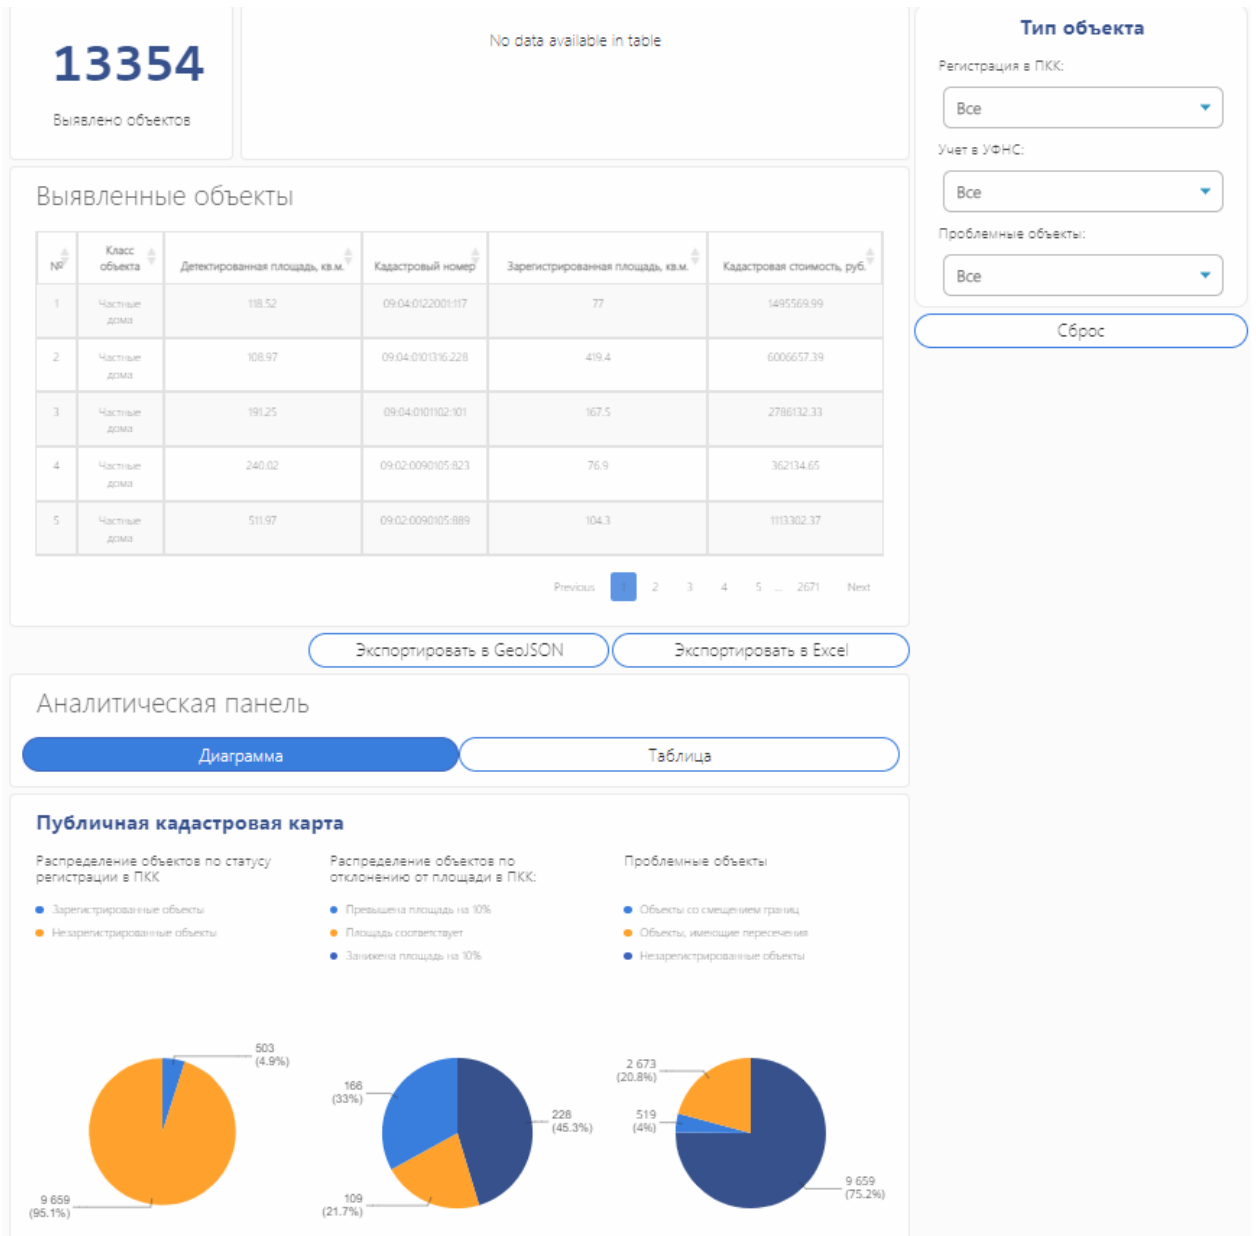 13354
Выявлено объектов
No data available in table
Тип объекта
Регистрация в ПКК:
Все
Учет в УФНС:
Все
Проблемные объекты:
Все
Сброс
Выявленные объекты
№ Класс объекта Детектированная площадь, кв.м. Кадастровый номер Зарегистрированная площадь, кв.м. Кадастровая стоимость, руб.
1 Частные дома 118.52 09:04:0122001:117 77 1495569.99
2 Частные дома 108.97 09:04:0101316:228 419.4 6006657.39
3 Частные дома 191.25 09:04:0101102:101 167.5 2786132.33
4 Частные дома 240.02 09:02:0090105:823 76.9 362134.65
5 Частные дома 511.97 09:02:0090105:889 104.3 1113302.37
Previous 1 2 3 4 5 ... 2671 Next
Экспортировать в GeoJSON
Экспортировать в Excel
Аналитическая панель
Диаграмма
Таблица
Публичная кадастровая карта
Распределение объектов по статусу
регистрации в ПКК
Зарегистрированные объекты
Незарегистрированные объекты
503
(4.9%)
9 659
(95.1%)
Распределение объектов по
отклонению от площади в ПКК:
Превышена площадь на 10%
Площадь соответствует
Занижена площадь на 10%
166
(33%)
228
(45.3%)
109
(21.7%)
Проблемные объекты
Объекты со смещением границ
Объекты, имеющие пересечения
Незарегистрированные объекты
2 673
(20.8%)
519
(4%)
9 659
(75.2%)